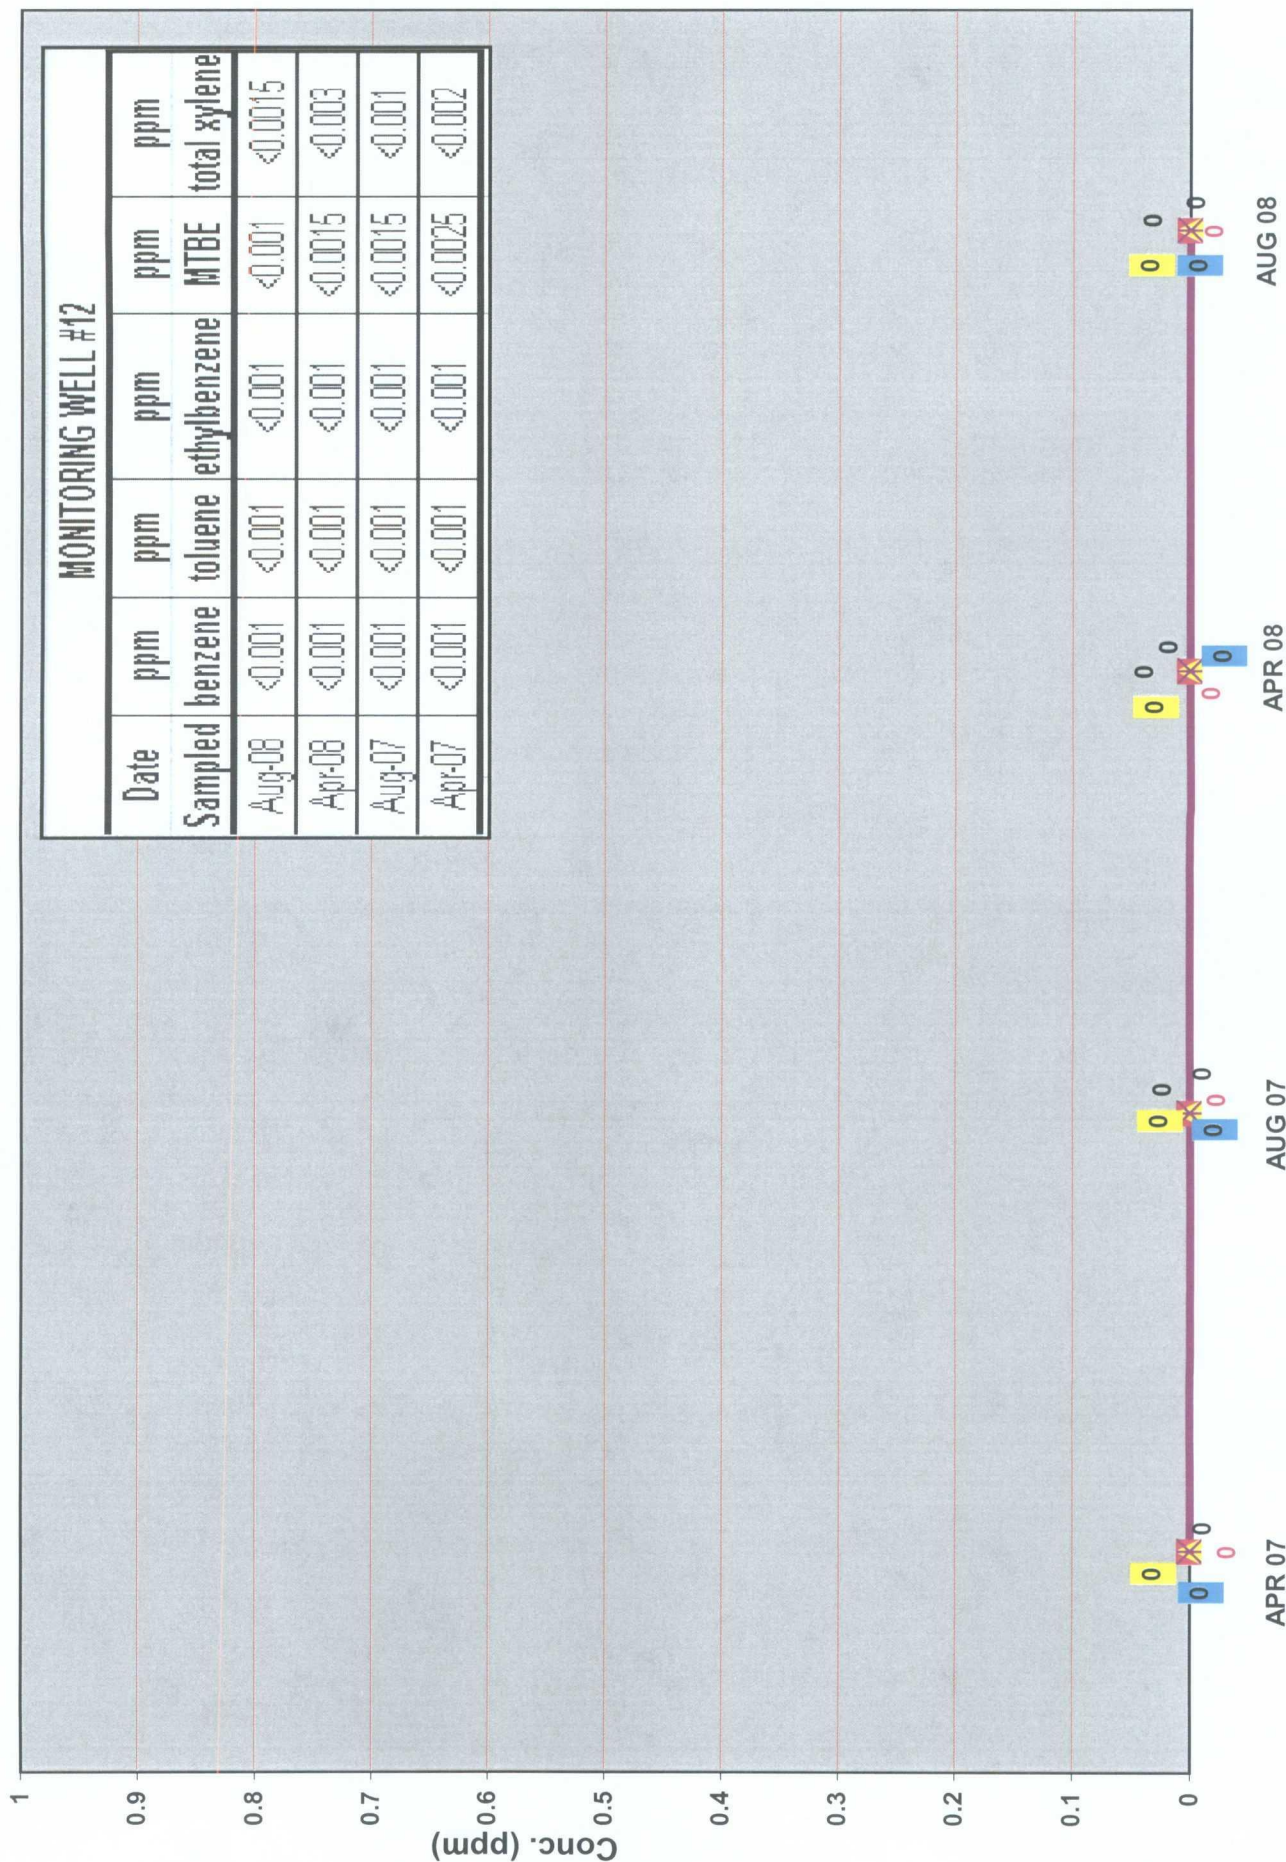 MONITORING WELL #12
Date ppm ppm ppm ppm ppm
Sampled benzene toluene ethylbenzene MTBE total xylene
Aug-08 <0.001 <0.001 <0.001 <0.001 <0.0015
Apr-08 <0.001 <0.001 <0.001 <0.0015 <0.003
Aug-07 <0.001 <0.001 <0.001 <0.0015 <0.001
Apr-07 <0.001 <0.001 <0.001 <0.0025 <0.002
Conc. (ppm)
1
0.9
0.8
0.7
0.6
0.5
0.4
0.3
0.2
0.1
0
0 0 0 0
0 0 0 0 0
0 0 0 0 0
0 0 0 0 0
APR 07 AUG 07 APR 08 AUG 08